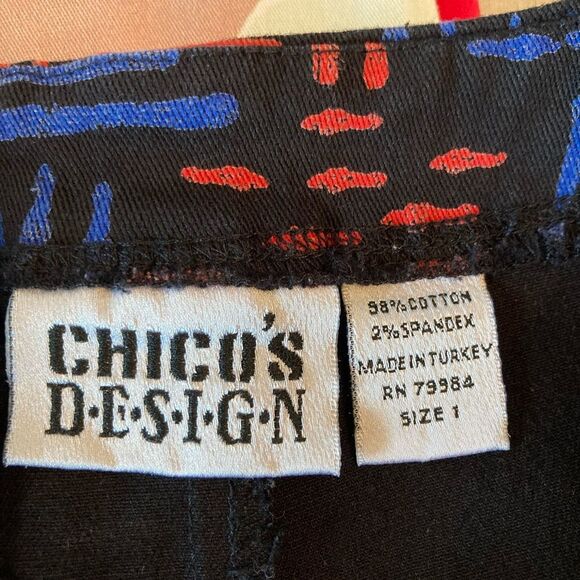 CHICO'S
D·E·S·I·G·N
98% COTTON
2% SPANDEX
MADE IN TURKEY
RN 79984
SIZE 1